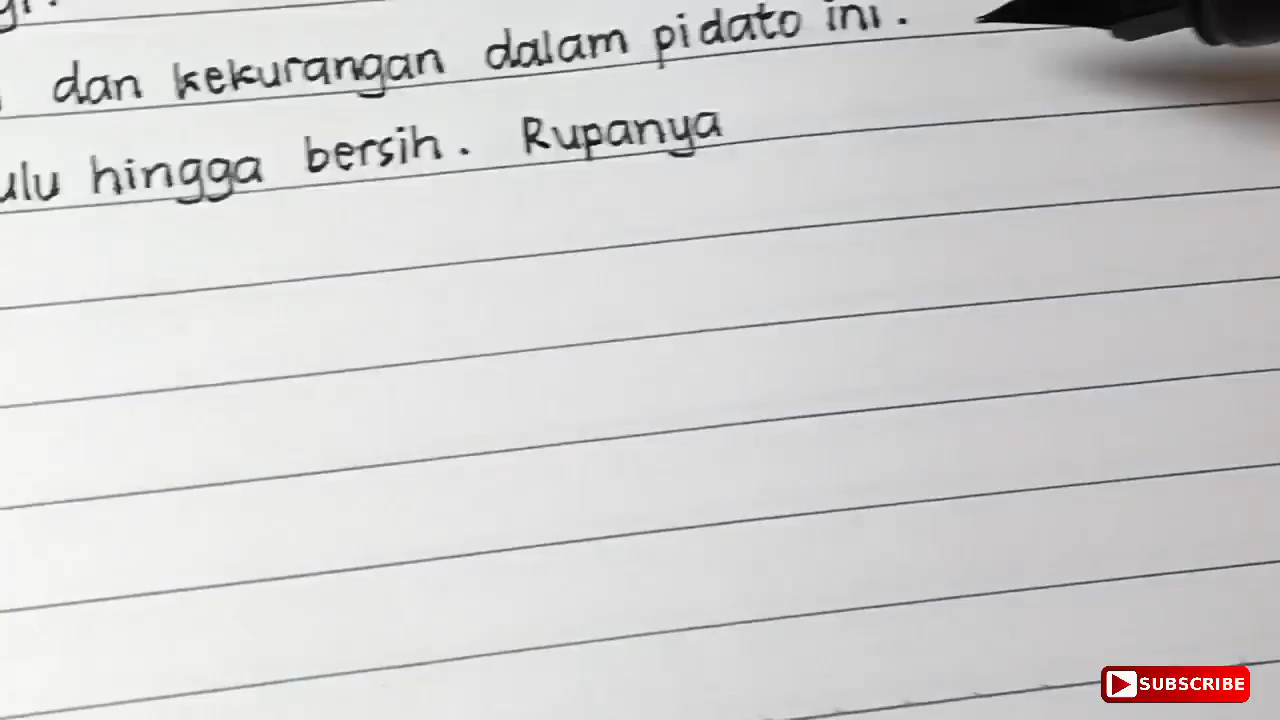 dan kekurangan dalam pidato ini.
hingga bersih. Rupanya
SUBSCRIBE